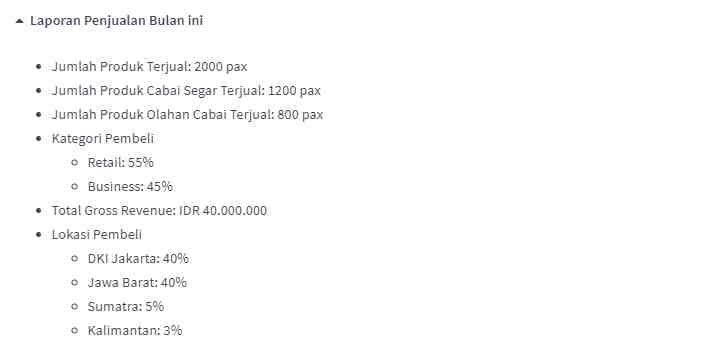 Laporan Penjualan Bulan ini
Jumlah Produk Terjual: 2000 pax
Jumlah Produk Cabai Segar Terjual: 1200 pax
Jumlah Produk Olahan Cabai Terjual: 800 pax
Kategori Pembeli
Retail: 55%
Business: 45%
Total Gross Revenue: IDR 40.000.000
Lokasi Pembeli
DKI Jakarta: 40%
Jawa Barat: 40%
Sumatra: 5%
Kalimantan: 3%